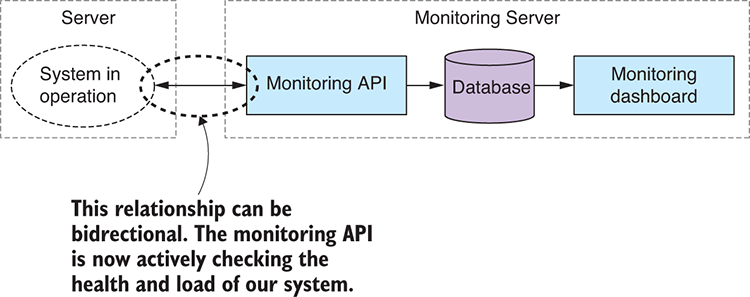 Server
Monitoring Server
System in
operation
Monitoring API
Database
Monitoring
dashboard
This relationship can be
bidrectional. The monitoring API
is now actively checking the
health and load of our system.